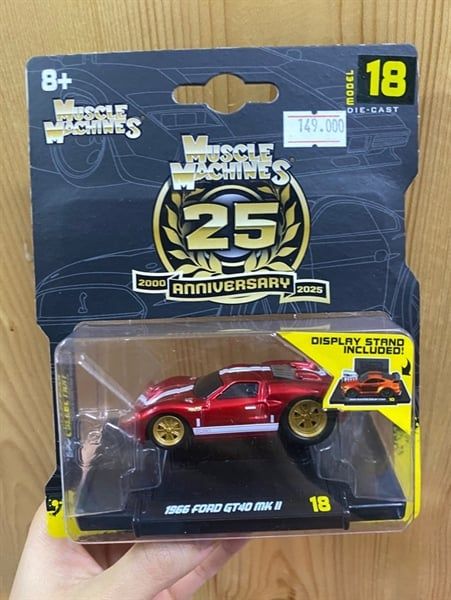 8+
MUSCLE
MACHINES
MODEL
18
DIE-CAST
149.000
MUSCLE
MACHINES
25
2000 ANNIVERSARY 2025
DISPLAY STAND
INCLUDED!
1966 FORD GT40 MK II
18